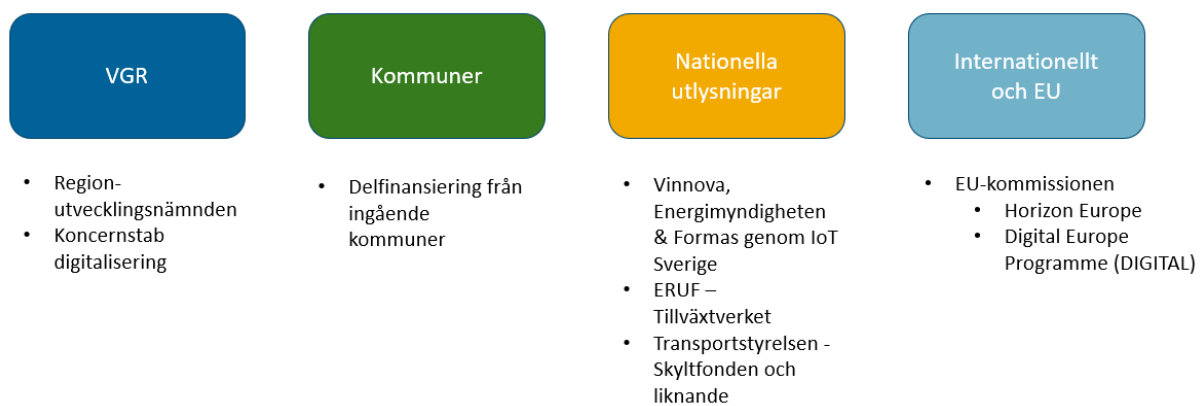 VGR
• Region-
utvecklingsnämnden
• Koncernstab
digitalisering
Kommuner
• Delfinansiering från
ingående
kommuner
Nationella
utlysningar
• Vinnova,
Energimyndigheten
& Formas genom IoT
Sverige
• ERUF –
Tillväxtverket
• Transportstyrelsen -
Skyltfonden och
liknande
Internationellt
och EU
• EU-kommissionen
• Horizon Europe
• Digital Europe
Programme (DIGITAL)